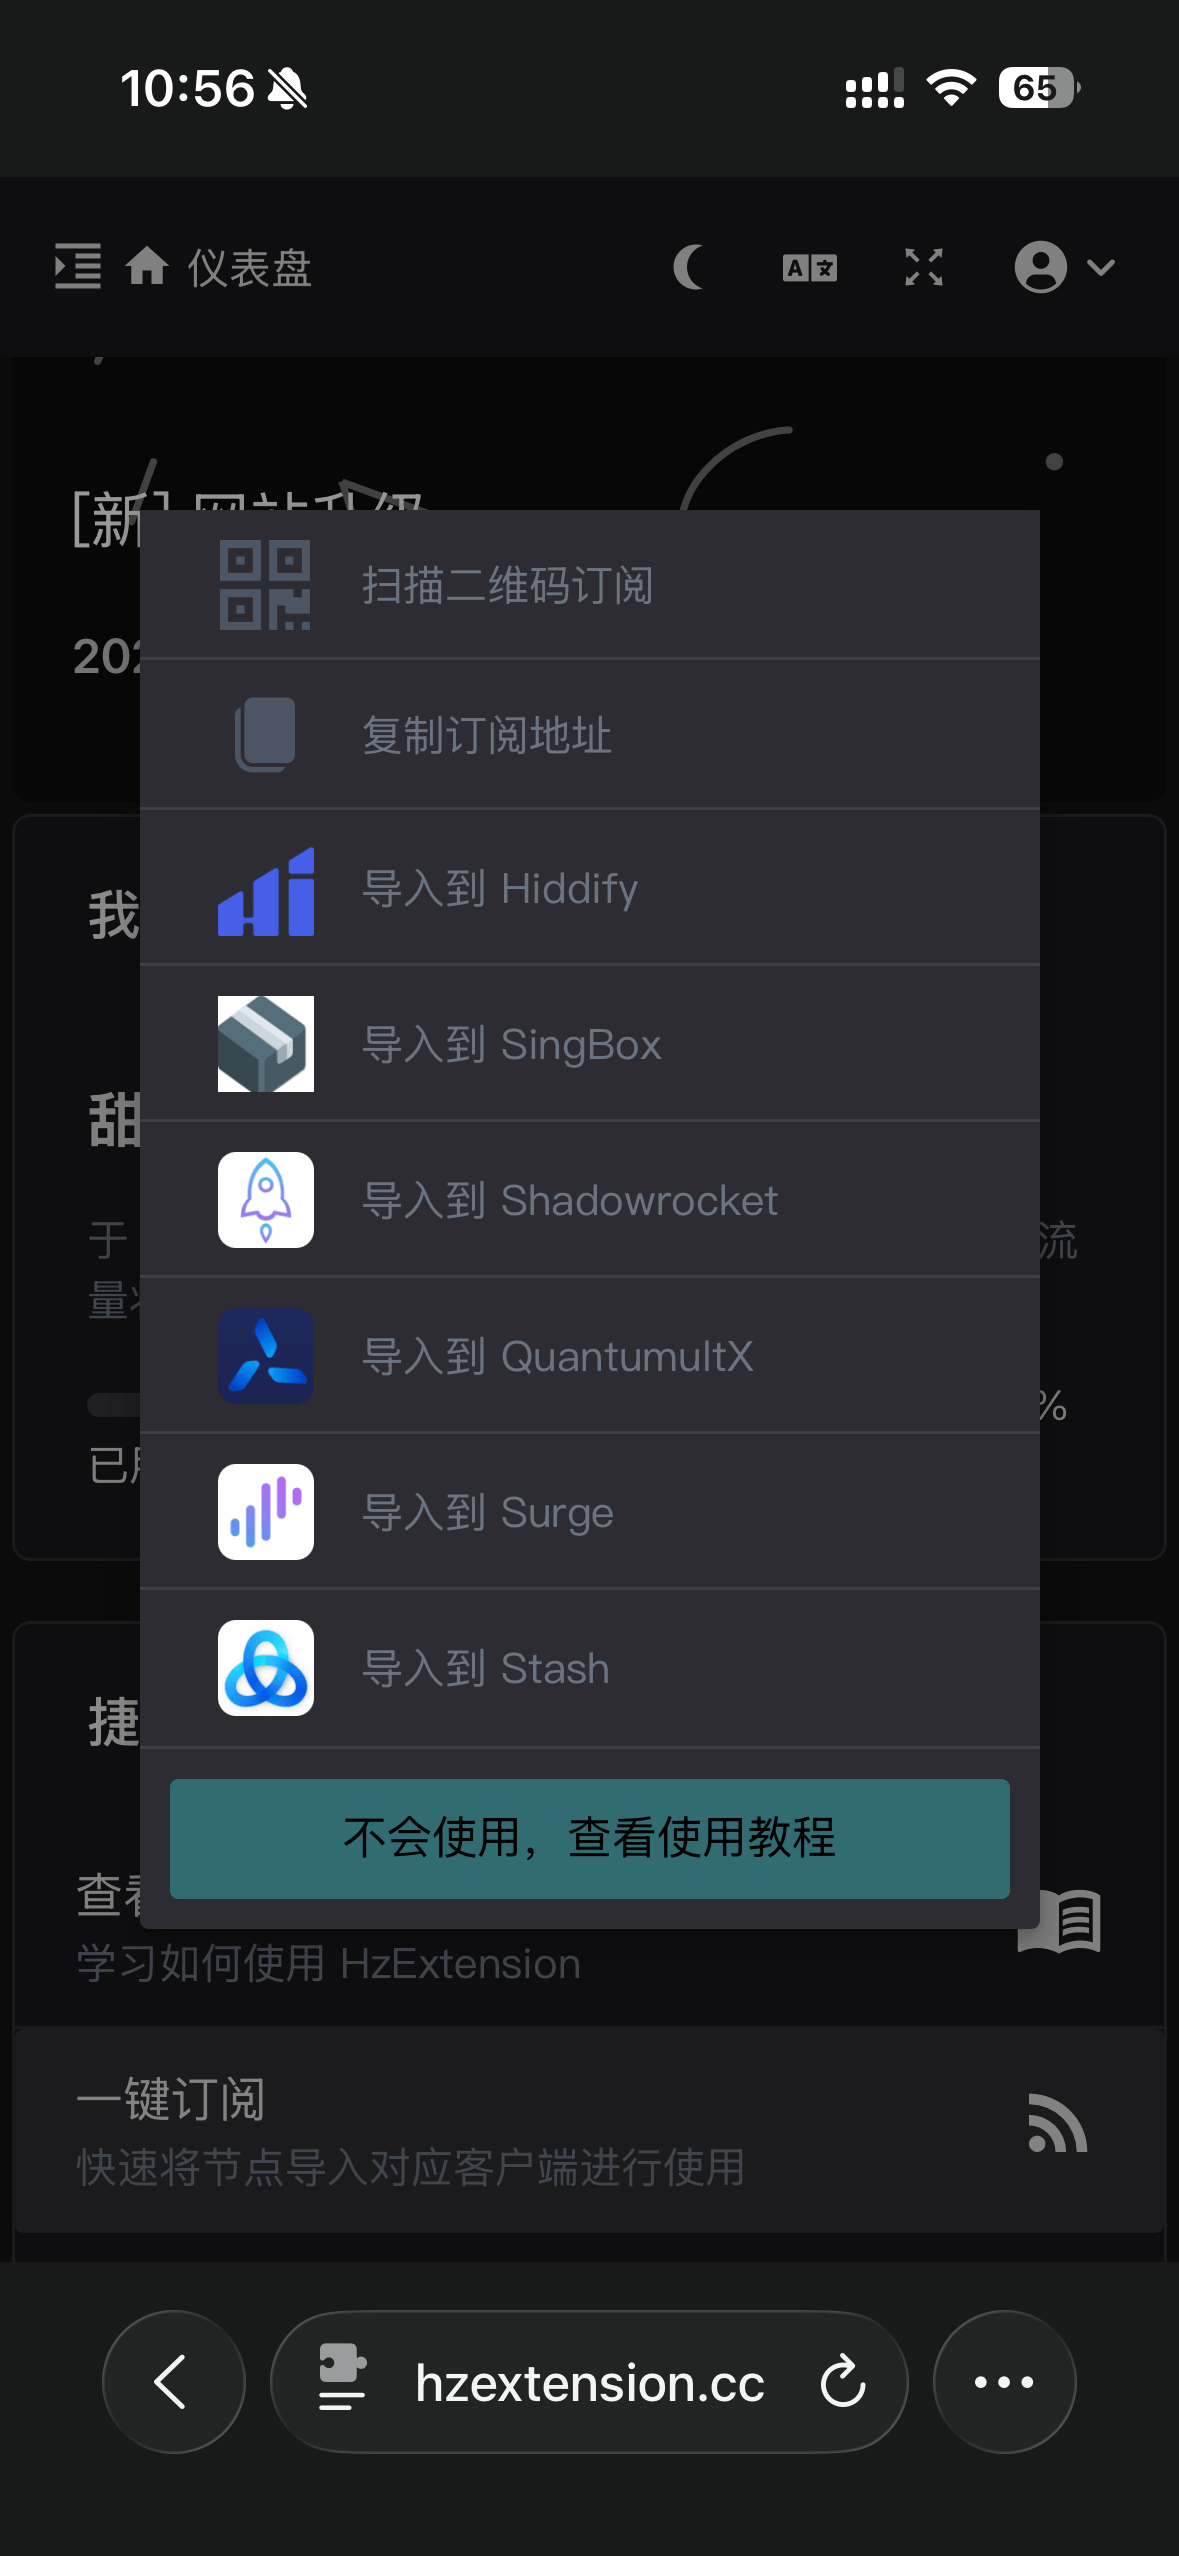 10:56
65
仪表盘
[新] 网站升级
202
扫描二维码订阅
复制订阅地址
我
导入到 Hiddify
导入到 SingBox
甜
导入到 Shadowrocket
于
流
量
导入到 QuantumultX
%
已
导入到 Surge
导入到 Stash
捷
不会使用，查看使用教程
查看
学习如何使用 HzExtension
一键订阅
快速将节点导入对应客户端进行使用
hzextension.cc